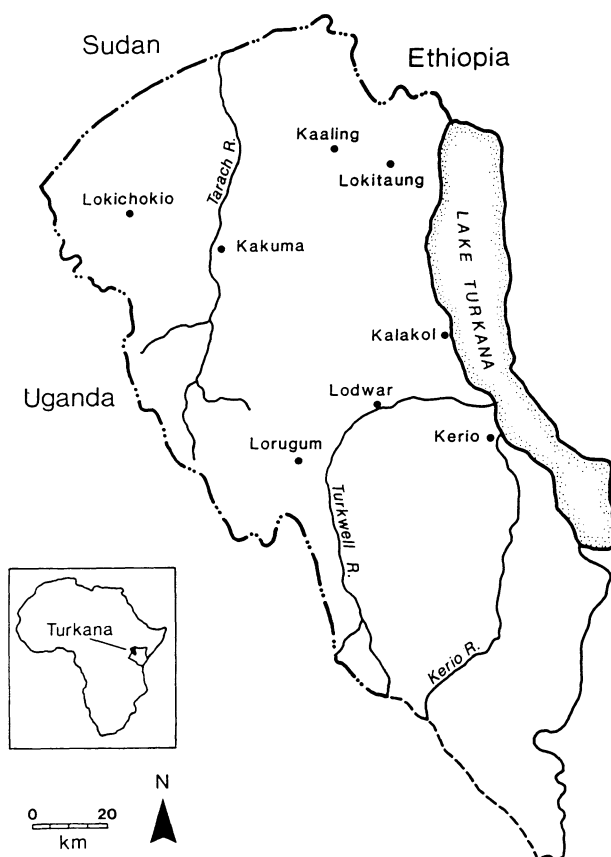 Sudan
Ethiopia
Kaaling
Lokitaung
Tarach R.
Lokichokio
Kakuma
LAKE TURKANA
Kalakol
Uganda
Lodwar
Kerio
Lorugum
Turkwell R.
Kerio R.
Turkana
N
0 20
km